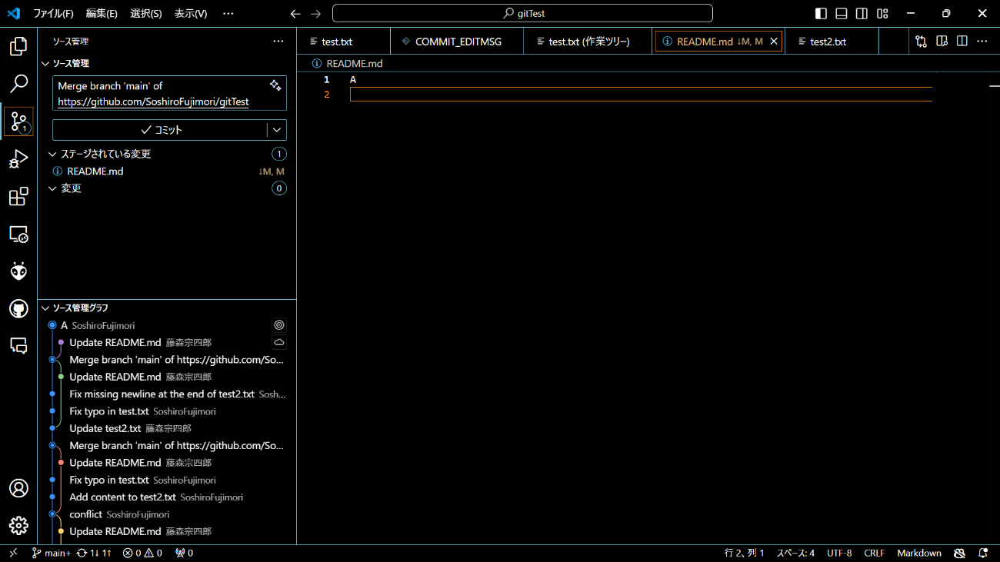 ファイル(F) 編集(E) 選択(S) 表示(V) ··· gitTest
ソース管理 ···
ソース管理
Merge branch 'main' of
https://github.com/SoshiroFujimori/gitTest
コミット
ステージされている変更 1
README.md ↓M, M
変更 0
ソース管理グラフ
A SoshiroFujimori
Update README.md 藤森宗四郎
Merge branch 'main' of https://github.com/So...
Update README.md 藤森宗四郎
Fix missing newline at the end of test2.txt Sosh...
Fix typo in test.txt SoshiroFujimori
Update test2.txt 藤森宗四郎
Merge branch 'main' of https://github.com/So...
Update README.md 藤森宗四郎
Fix typo in test.txt SoshiroFujimori
Add content to test2.txt SoshiroFujimori
conflict SoshiroFujimori
Update README.md 藤森宗四郎
test.txt COMMIT_EDITMSG test.txt (作業ツリー) README.md ↓M, M test2.txt ···
README.md
1 A
2
1
main+ 1↓ 1↑ 0 0 0 行 2、列 1 スペース: 4 UTF-8 CRLF Markdown